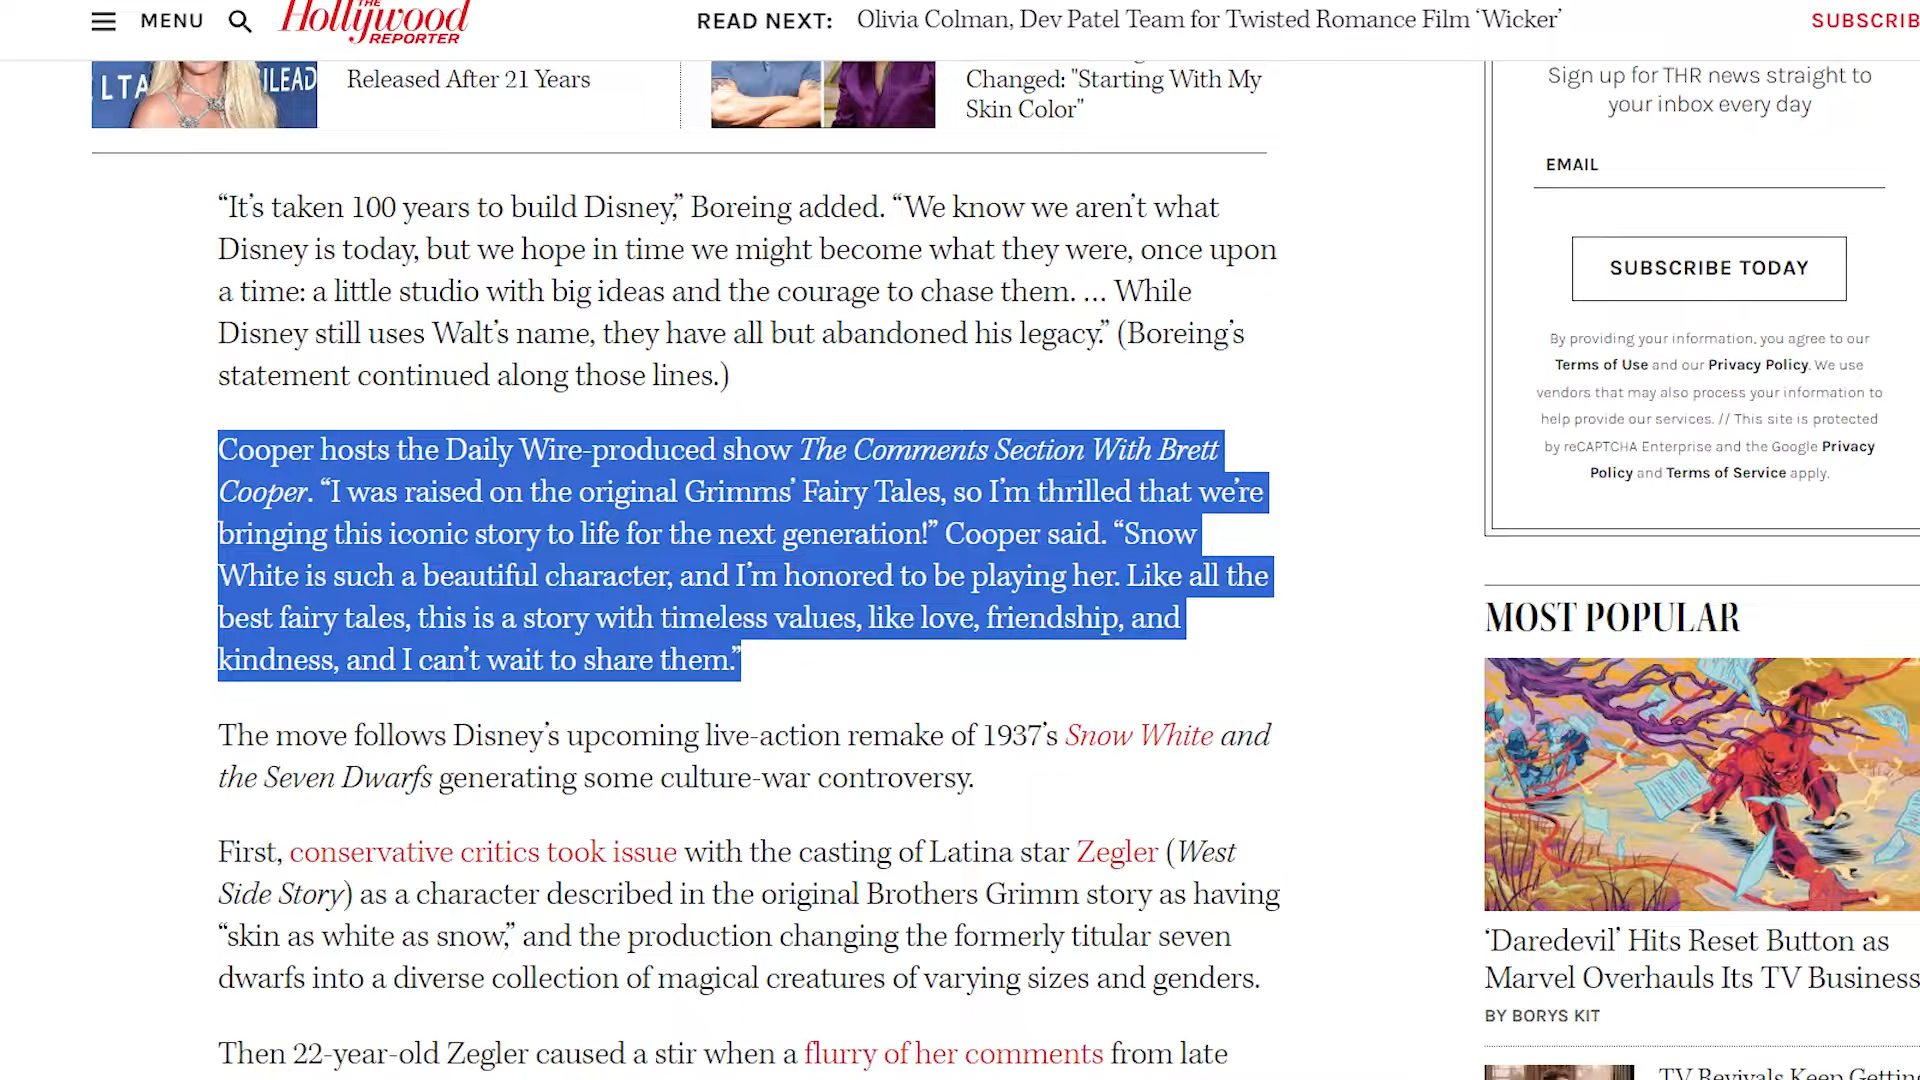 MENU
THE
Hollywood
REPORTER
READ NEXT:
Olivia Colman, Dev Patel Team for Twisted Romance Film ‘Wicker’
SUBSCRIB
LTA
ILEAD
Released After 21 Years
Changed: "Starting With My
Skin Color"
“It’s taken 100 years to build Disney,” Boreing added. “We know we aren’t what
Disney is today, but we hope in time we might become what they were, once upon
a time: a little studio with big ideas and the courage to chase them. … While
Disney still uses Walt’s name, they have all but abandoned his legacy.” (Boreing’s
statement continued along those lines.)
Cooper hosts the Daily Wire-produced show The Comments Section With Brett
Cooper. “I was raised on the original Grimms’ Fairy Tales, so I’m thrilled that we’re
bringing this iconic story to life for the next generation!” Cooper said. “Snow
White is such a beautiful character, and I’m honored to be playing her. Like all the
best fairy tales, this is a story with timeless values, like love, friendship, and
kindness, and I can’t wait to share them.”
The move follows Disney’s upcoming live-action remake of 1937’s Snow White and
the Seven Dwarfs generating some culture-war controversy.
First, conservative critics took issue with the casting of Latina star Zegler (West
Side Story) as a character described in the original Brothers Grimm story as having
“skin as white as snow,” and the production changing the formerly titular seven
dwarfs into a diverse collection of magical creatures of varying sizes and genders.
Then 22-year-old Zegler caused a stir when a flurry of her comments from late
Sign up for THR news straight to
your inbox every day
EMAIL
SUBSCRIBE TODAY
By providing your information, you agree to our
Terms of Use and our Privacy Policy. We use
vendors that may also process your information to
help provide our services. // This site is protected
by reCAPTCHA Enterprise and the Google Privacy
Policy and Terms of Service apply.
MOST POPULAR
‘Daredevil’ Hits Reset Button as
Marvel Overhauls Its TV Business
BY BORYS KIT
TV Revivals Keep Getting